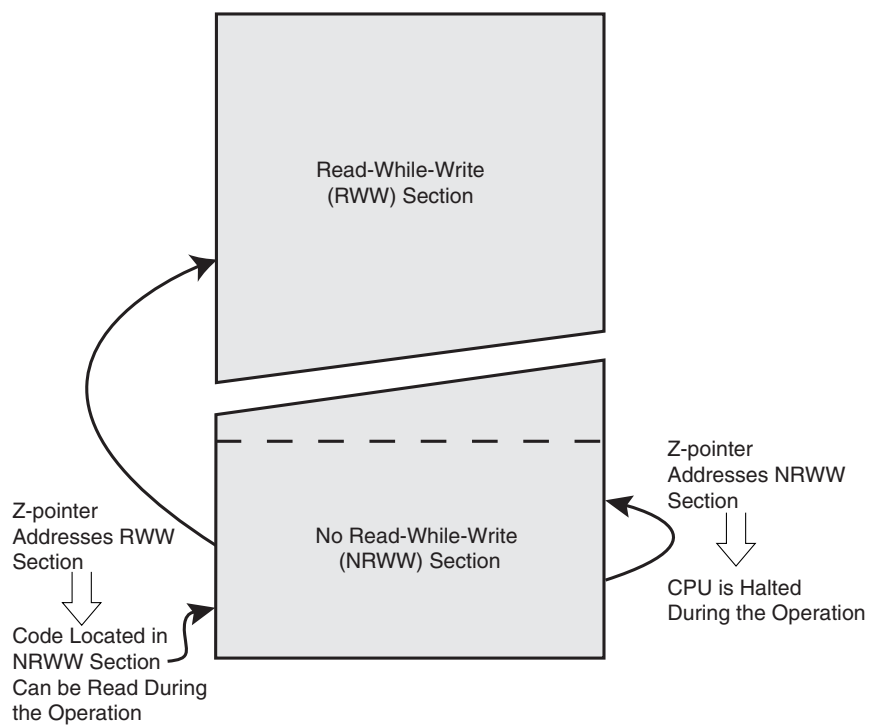 Read-While-Write
(RWW) Section
Z-pointer
Addresses NRWW
Section
Z-pointer
Addresses RWW
Section
No Read-While-Write
(NRWW) Section
CPU is Halted
During the Operation
Code Located in
NRWW Section
Can be Read During
the Operation